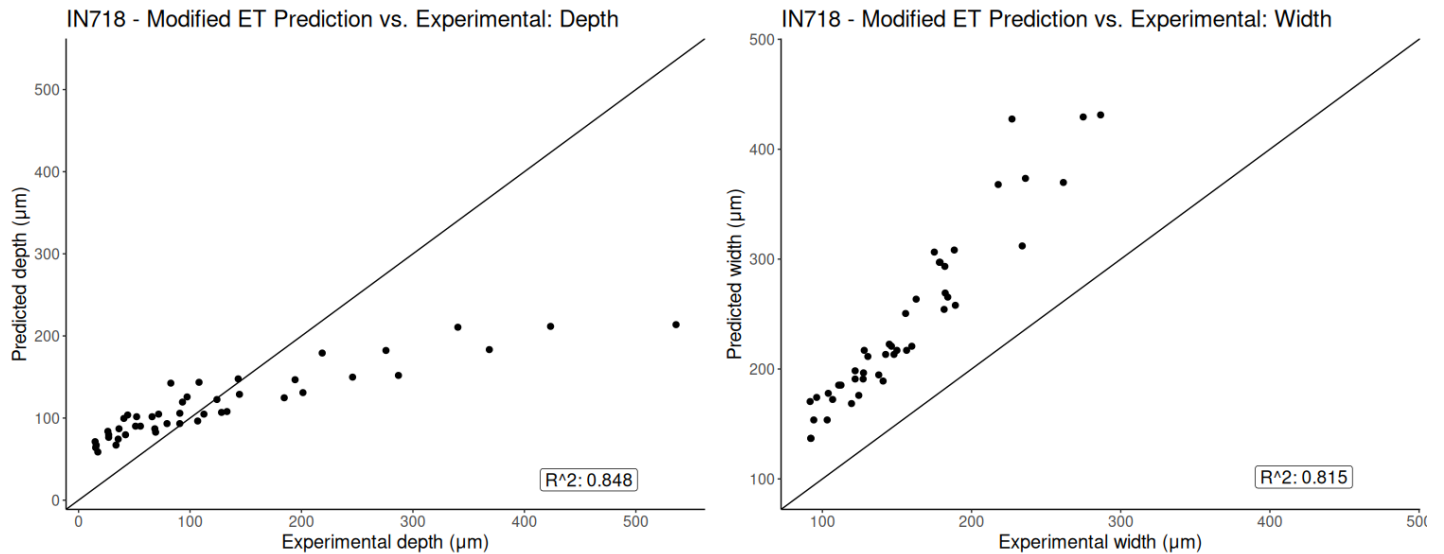 IN718 - Modified ET Prediction vs. Experimental: Depth
500
400
300
200
100
0
Predicted depth (µm)
R^2: 0.848
0 100 200 300 400 500
Experimental depth (µm)
IN718 - Modified ET Prediction vs. Experimental: Width
500
400
300
200
100
Predicted width (µm)
R^2: 0.815
100 200 300 400 500
Experimental width (µm)